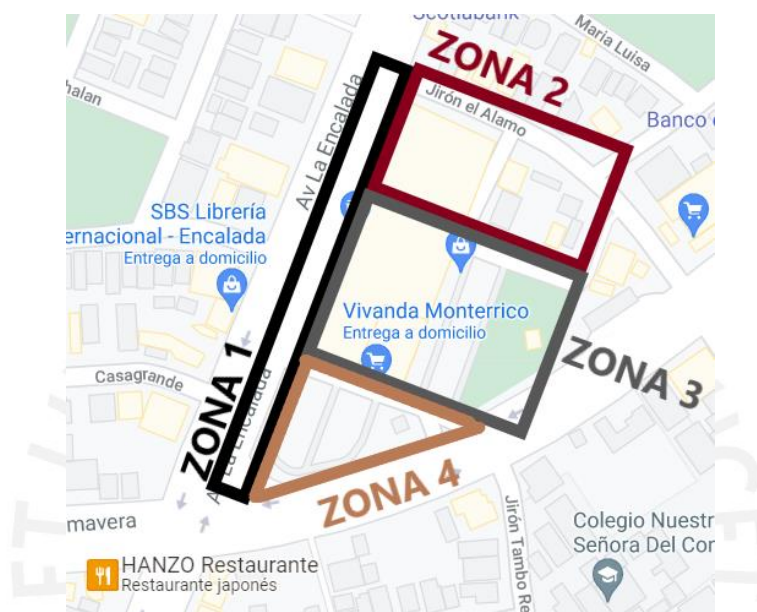 Scotiabank
Maria Luisa
ZONA 2
halan
Jirón el Alamo
Banco
Av La Encalada
SBS Librería
ernacional - Encalada
Entrega a domicilio
Vivanda Monterrico
Entrega a domicilio
ZONA 1
ZONA 3
Casagrande
La Encalada
ZONA 4
mavera
Jirón Tambo Re
Colegio Nuestr
Señora Del Cor
HANZO Restaurante
Restaurante japonés